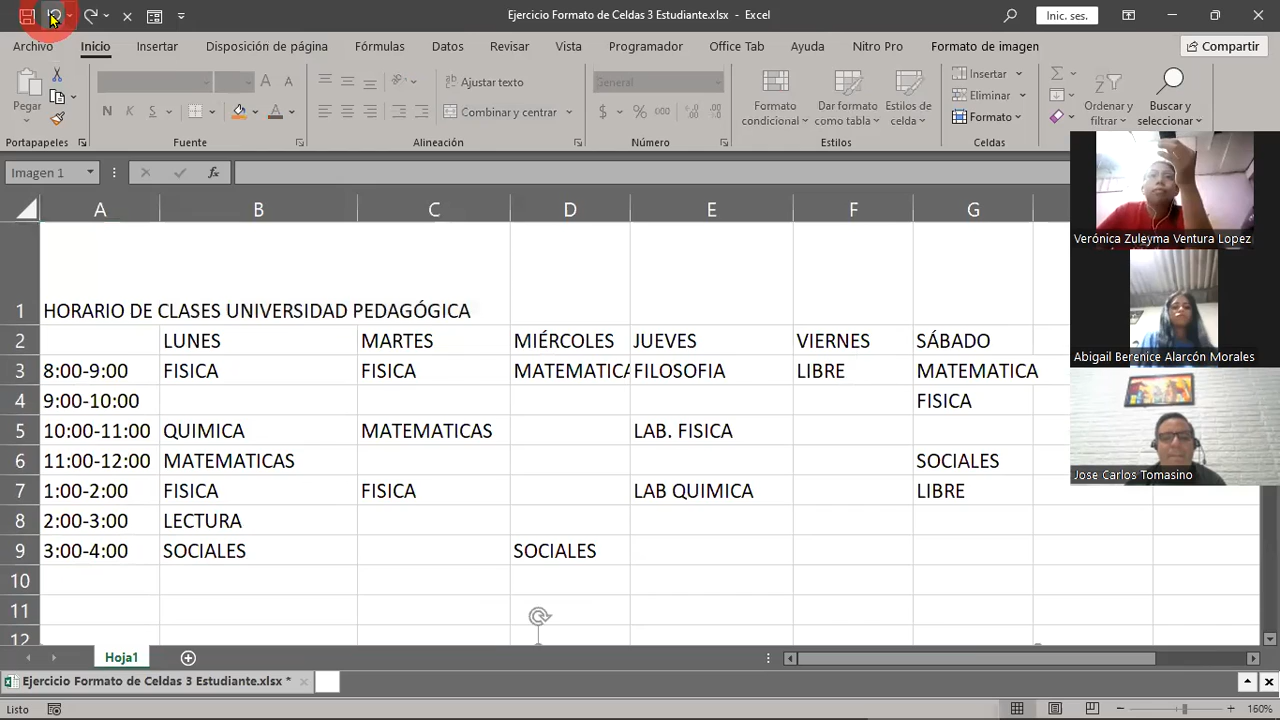 Ejercicio Formato de Celdas 3 Estudiante.xlsx - Excel
Inic. ses.
Archivo Inicio Insertar Disposición de página Fórmulas Datos Revisar Vista Programador Office Tab Ayuda Nitro Pro Formato de imagen Compartir
Pegar
N K S
Ajustar texto
Combinar y centrar
General
$ % 000
Formato condicional
Dar formato como tabla
Estilos de celda
Insertar
Eliminar
Formato
Ordenar y filtrar
Buscar y seleccionar
Portapapeles Fuente Alineación Número Estilos Celdas
Imagen 1
fx
A B C D E F G
1 HORARIO DE CLASES UNIVERSIDAD PEDAGÓGICA
2 LUNES MARTES MIÉRCOLES JUEVES VIERNES SÁBADO
3 8:00-9:00 FISICA FISICA MATEMATICA FILOSOFIA LIBRE MATEMATICA
4 9:00-10:00 FISICA
5 10:00-11:00 QUIMICA MATEMATICAS LAB. FISICA
6 11:00-12:00 MATEMATICAS SOCIALES
7 1:00-2:00 FISICA FISICA LAB QUIMICA LIBRE
8 2:00-3:00 LECTURA
9 3:00-4:00 SOCIALES SOCIALES
10
11
12
Verónica Zuleyma Ventura Lopez
Abigail Berenice Alarcón Morales
Jose Carlos Tomasino
Hoja1
Ejercicio Formato de Celdas 3 Estudiante.xlsx *
Listo
160%